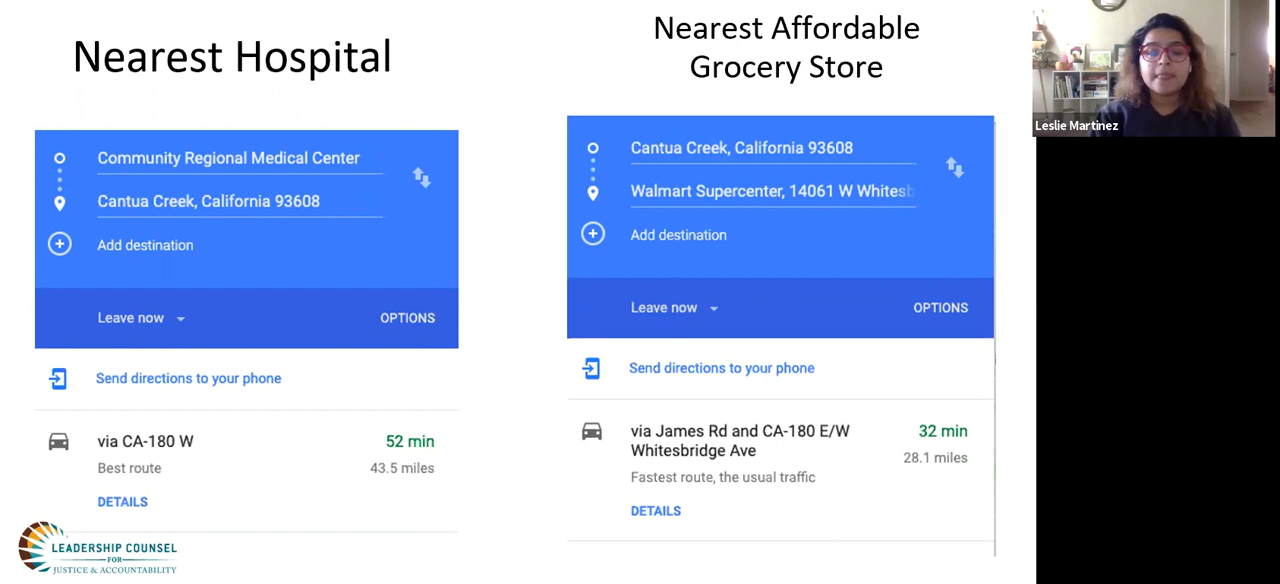 Nearest Hospital
Community Regional Medical Center
Cantua Creek, California 93608
Add destination
Leave now
OPTIONS
Send directions to your phone
via CA-180 W
52 min
Best route
43.5 miles
DETAILS
LEADERSHIP COUNSEL
FOR
JUSTICE & ACCOUNTABILITY
Nearest Affordable
Grocery Store
Cantua Creek, California 93608
Walmart Supercenter, 14061 W Whitesb
Add destination
Leave now
OPTIONS
Send directions to your phone
via James Rd and CA-180 E/W
32 min
Whitesbridge Ave
28.1 miles
Fastest route, the usual traffic
DETAILS
Leslie Martinez